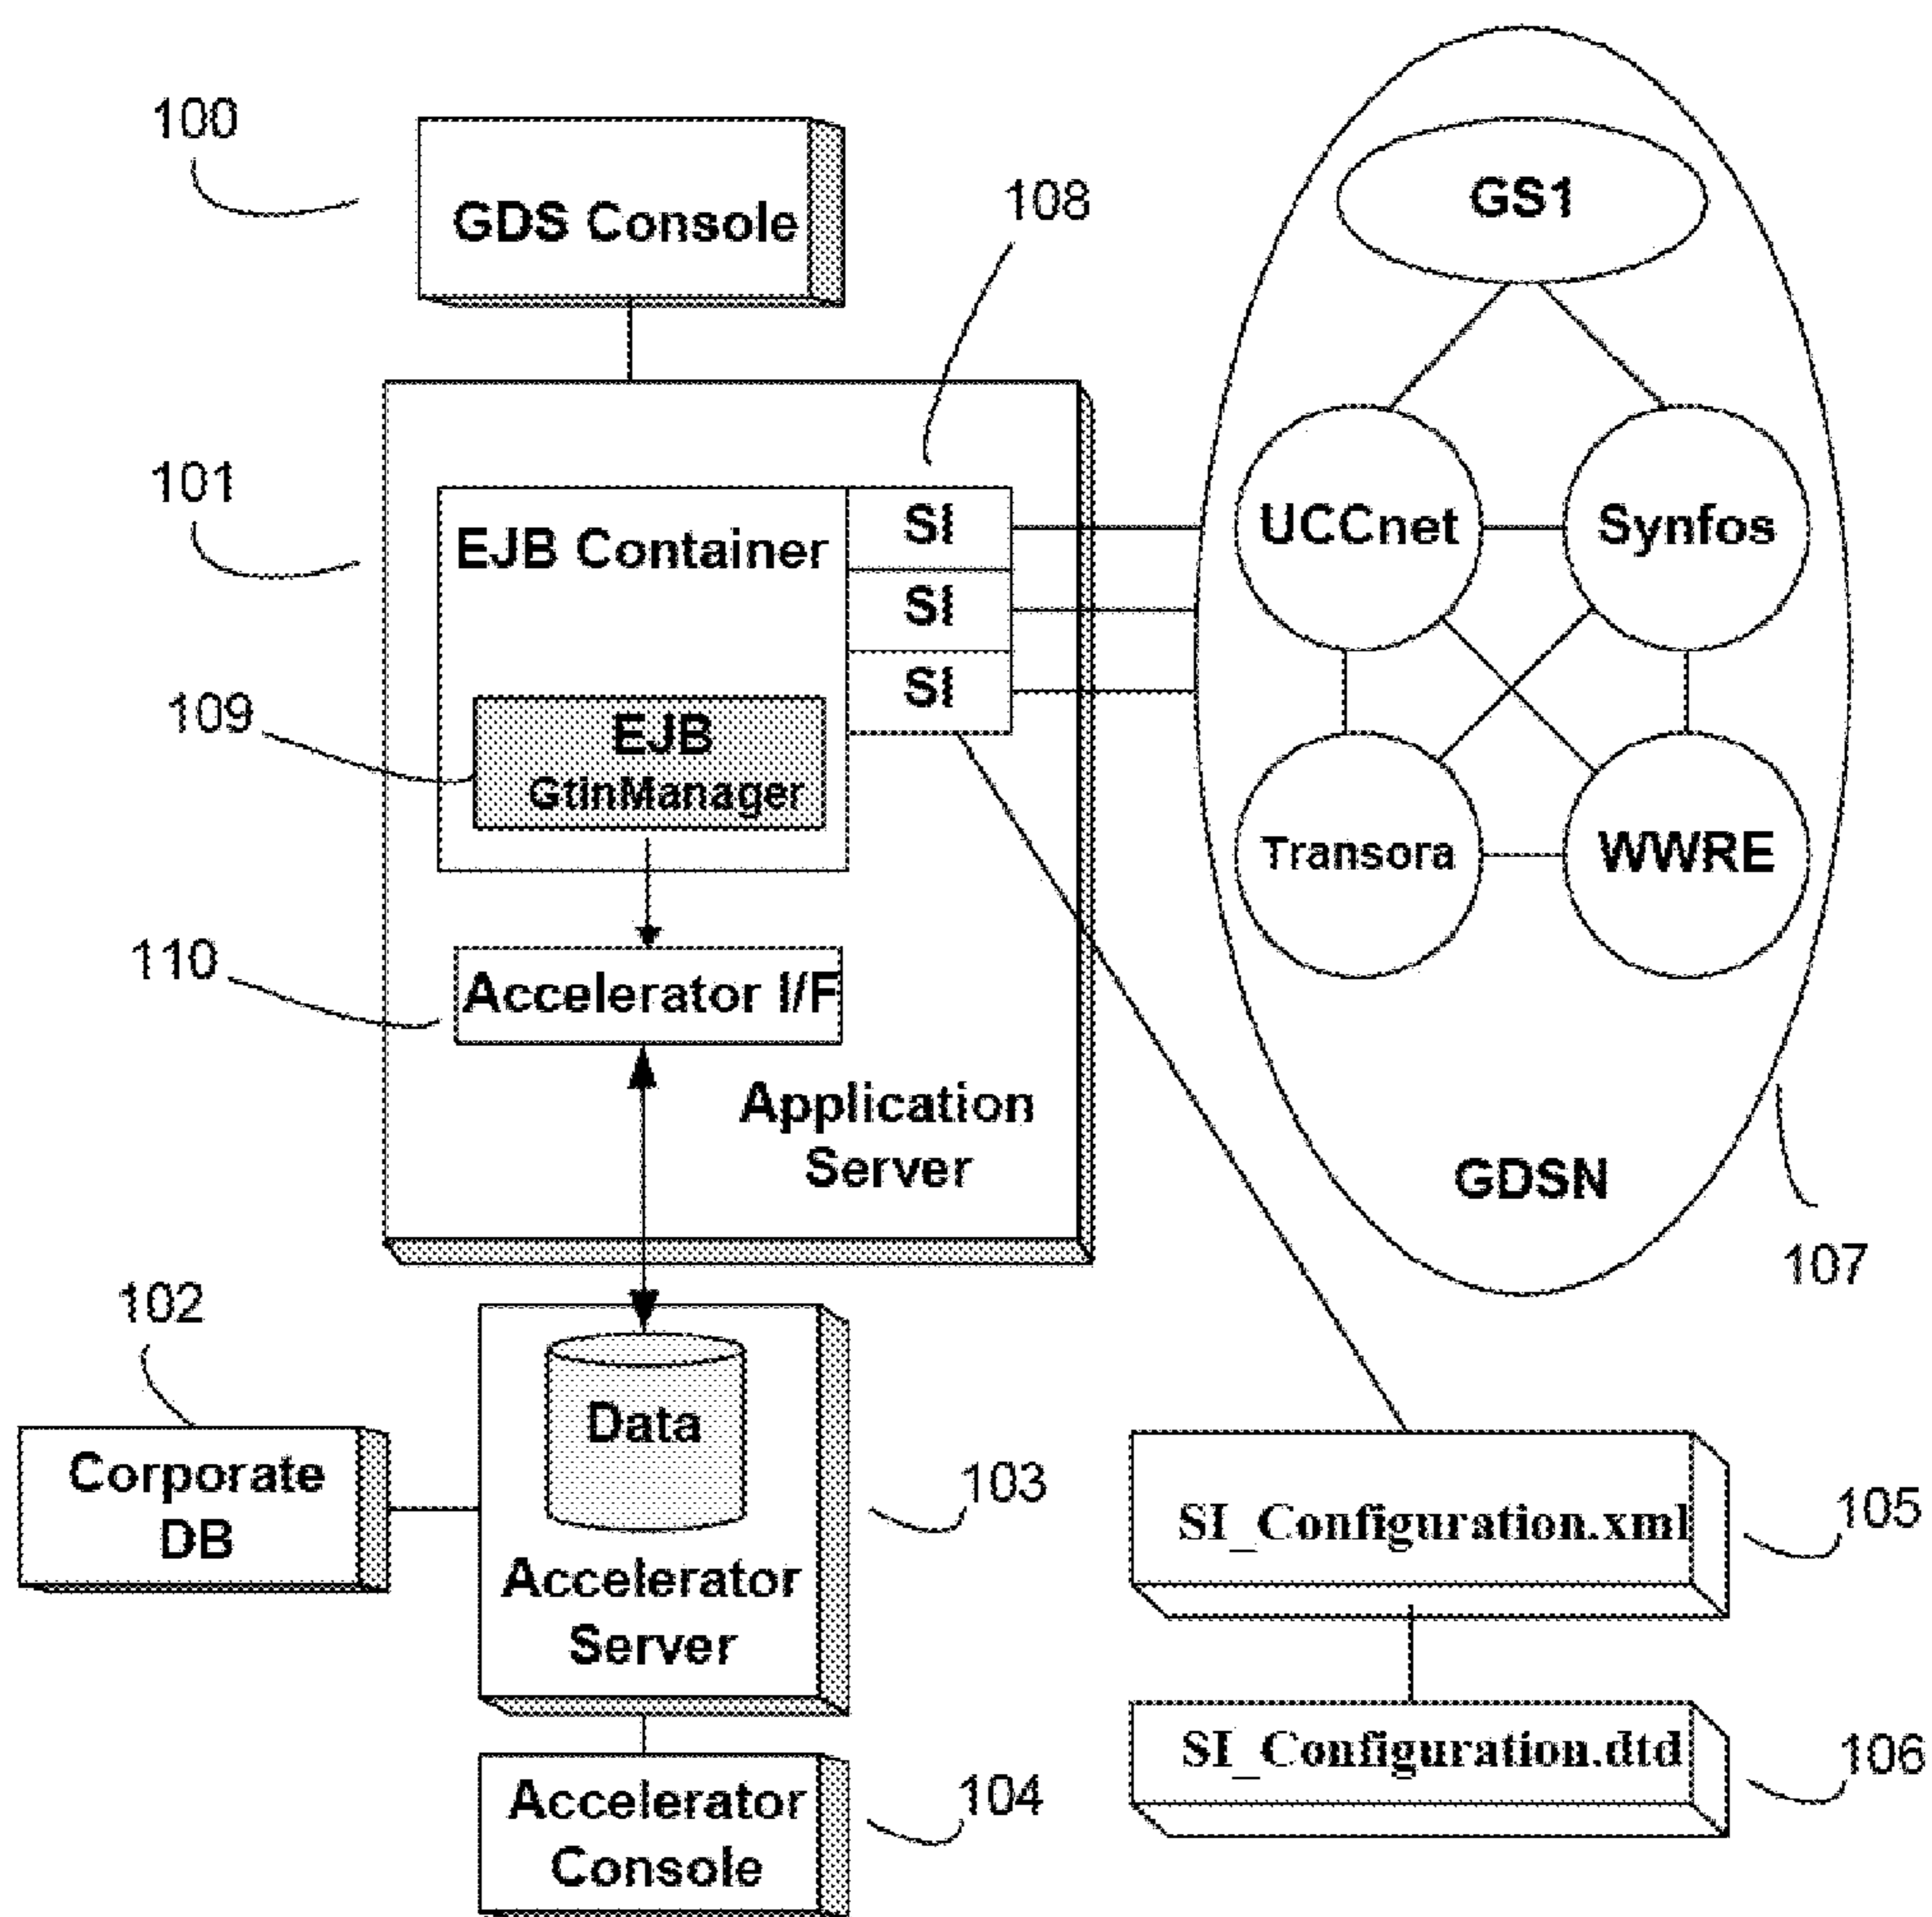 100
GDS Console
108
GS1
101
EJB Container
SI
SI
SI
UCCnet
Synfos
109
EJB
GtinManager
Transora
WWRE
110
Accelerator I/F
Application
Server
GDSN
107
102
Corporate
DB
Data
Accelerator
Server
103
SI_Configuration.xml
105
Accelerator
Console
104
SI_Configuration.dtd
106